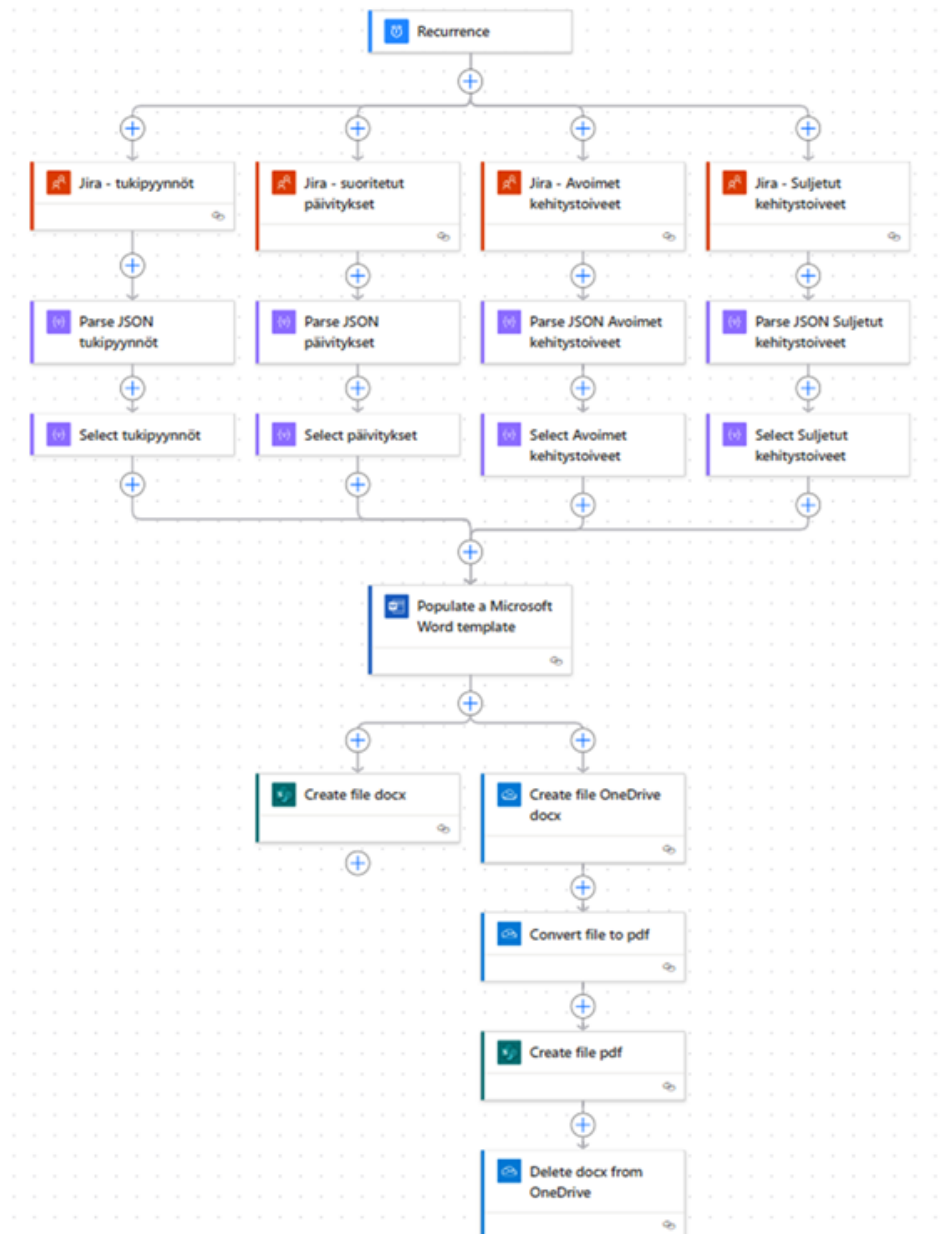 Recurrence
Jira - tukipyynnöt
Jira - suoritetut
päivitykset
Jira - Avoimet
kehitystoiveet
Jira - Suljetut
kehitystoiveet
Parse JSON
tukipyynnöt
Parse JSON
päivitykset
Parse JSON Avoimet
kehitystoiveet
Parse JSON Suljetut
kehitystoiveet
Select tukipyynnöt
Select päivitykset
Select Avoimet
kehitystoiveet
Select Suljetut
kehitystoiveet
Populate a Microsoft
Word template
Create file docx
Create file OneDrive
docx
Convert file to pdf
Create file pdf
Delete docx from
OneDrive